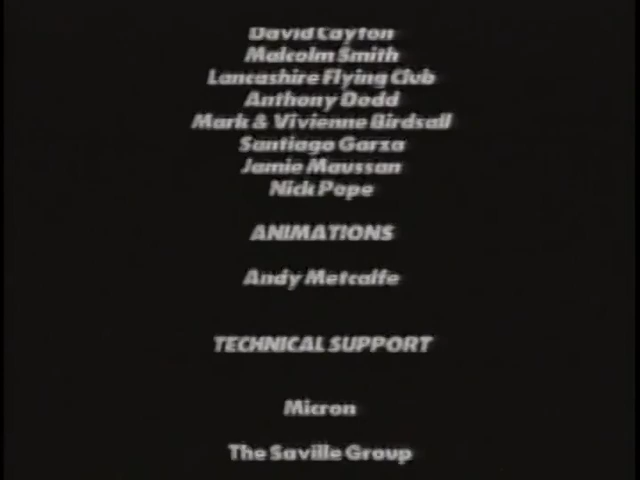 David Cayton
Malcolm Smith
Lancashire Flying Club
Anthony Dodd
Mark & Vivienne Birdsall
Santiago Garza
Jamie Maussan
Nick Pope
ANIMATIONS
Andy Metcalfe
TECHNICAL SUPPORT
Micron
The Saville Group